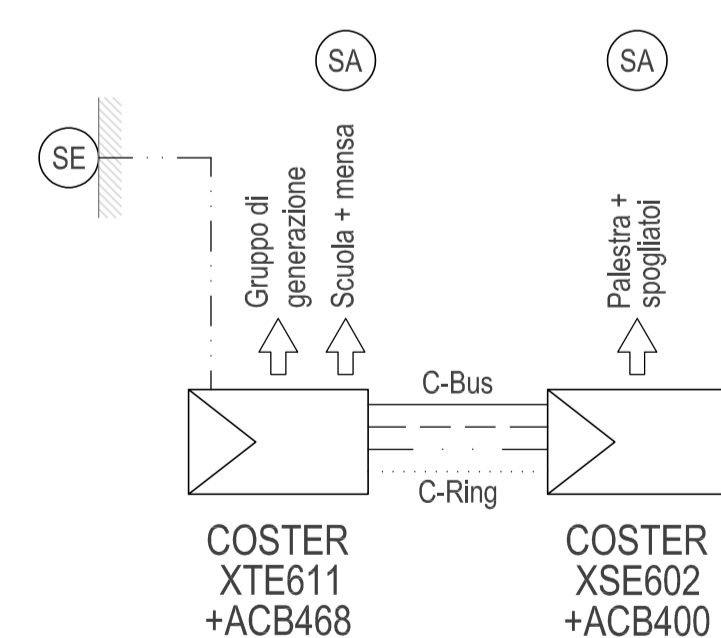 SA
SA
SE
Gruppo di
generazione
Scuola + mensa
Palestra +
spogliatoi
C-Bus
C-Ring
COSTER
XTE611
+ACB468
COSTER
XSE602
+ACB400